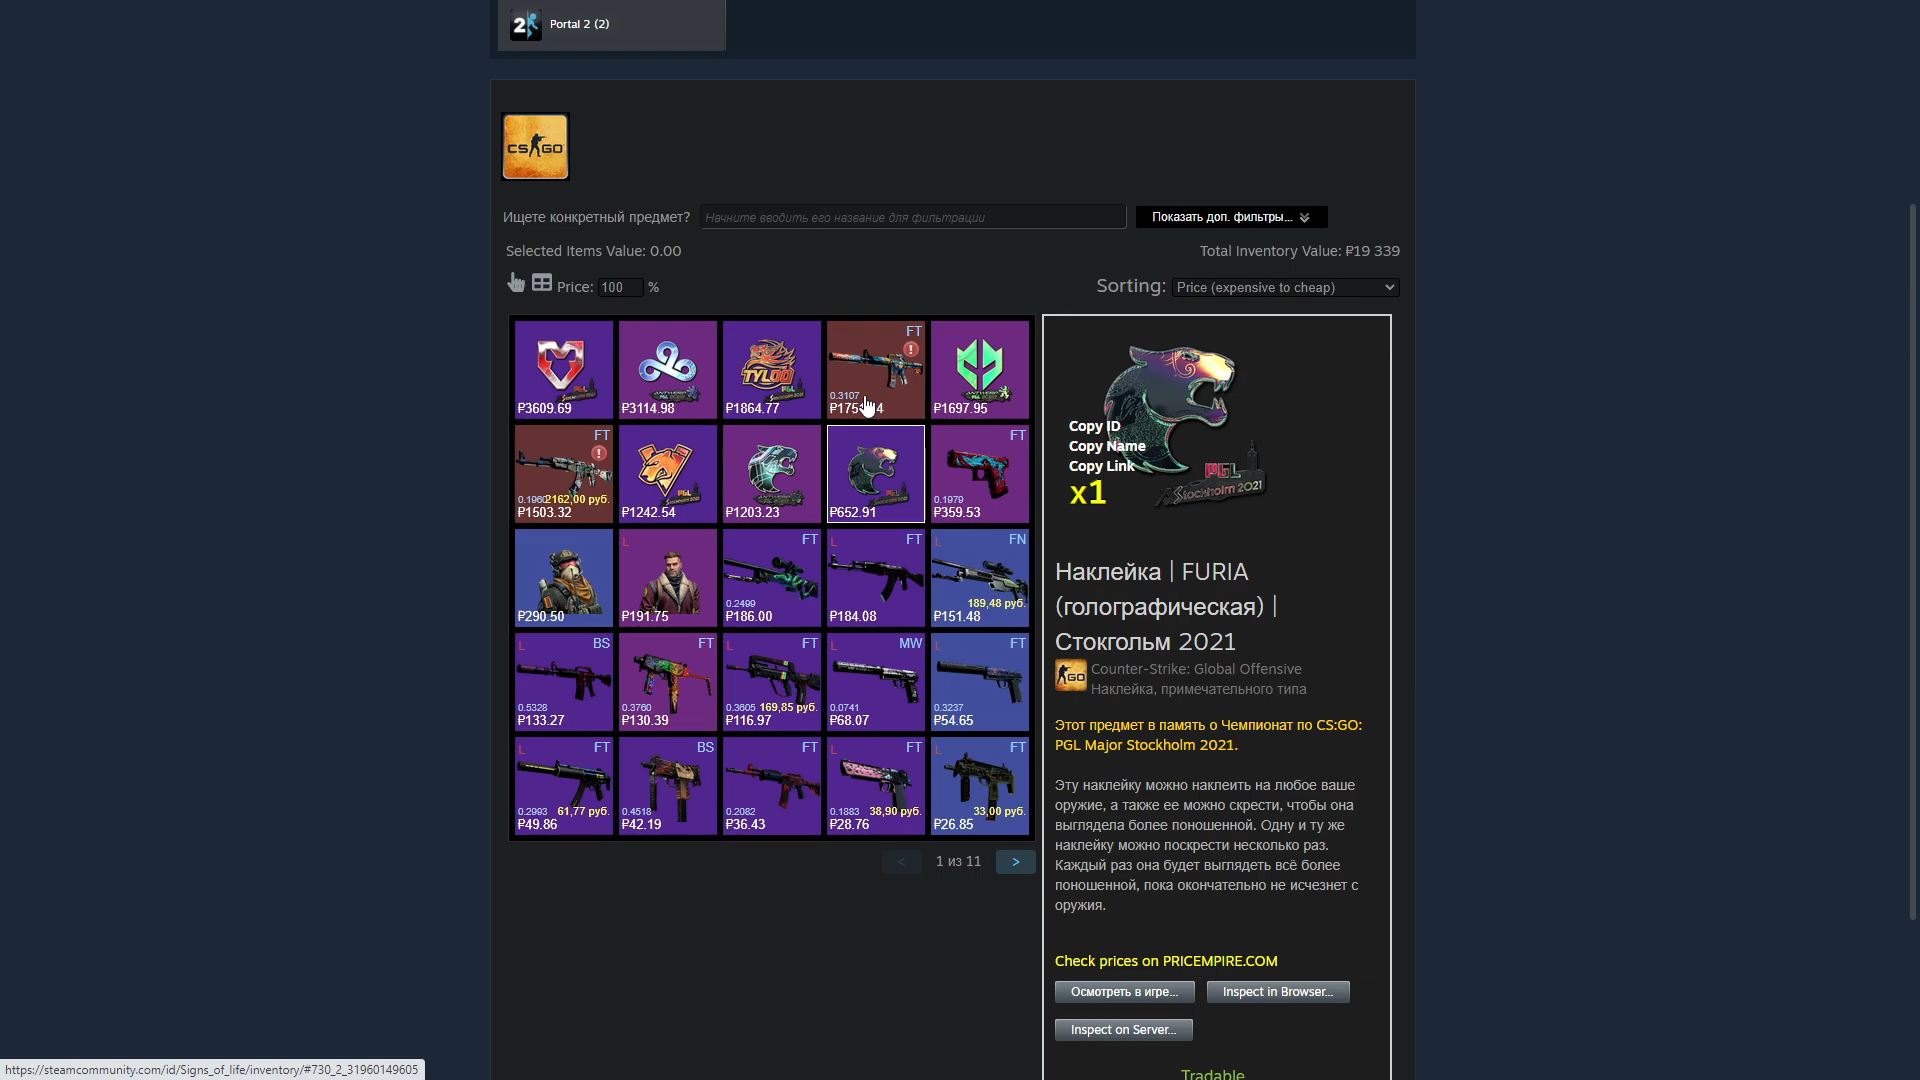 Portal 2 (2)
CS GO
Ищете конкретный предмет?
Начните вводить его название для фильтрации
Показать доп. фильтры...
Selected Items Value: 0.00
Total Inventory Value: ₽19 339
Price: 100 %
Sorting: Price (expensive to cheap)
₽3609.69
₽3114.98
TYLOO
₽1864.77
FT
0.3107
₽1697.95
FT
0.1960
2162,00 руб.
₽1503.32
₽1242.54
₽1203.23
₽652.91
FT
0.1979
₽359.53
₽290.50
L
₽191.75
FT
0.2499
₽186.00
L FT
₽184.08
L FN
189,48 руб.
₽151.48
L BS
0.5328
₽133.27
FT
0.3760
₽130.39
L FT
0.3605 169,85 руб.
₽116.97
L MW
0.0741
₽68.07
L FT
0.3237
₽54.65
L FT
0.2993 61,77 руб.
₽49.86
BS
0.4518
₽42.19
FT
0.2082
₽36.43
L FT
0.1883 38,90 руб.
₽28.76
L FT
33,00 руб.
₽26.85
<
1 из 11
>
Copy ID
Copy Name
Copy Link
x1
PGL
Stockholm 2021
Наклейка | FURIA
(голографическая) |
Стокгольм 2021
Counter-Strike: Global Offensive
Наклейка, примечательного типа
Этот предмет в память о Чемпионат по CS:GO:
PGL Major Stockholm 2021.
Эту наклейку можно наклеить на любое ваше
оружие, а также ее можно скрести, чтобы она
выглядела более поношенной. Одну и ту же
наклейку можно поскрести несколько раз.
Каждый раз она будет выглядеть всё более
поношенной, пока окончательно не исчезнет с
оружия.
Check prices on PRICEMPIRE.COM
Осмотреть в игре...
Inspect in Browser...
Inspect on Server...
Tradable
https://steamcommunity.com/id/Signs_of_life/inventory/#730_2_31960149605